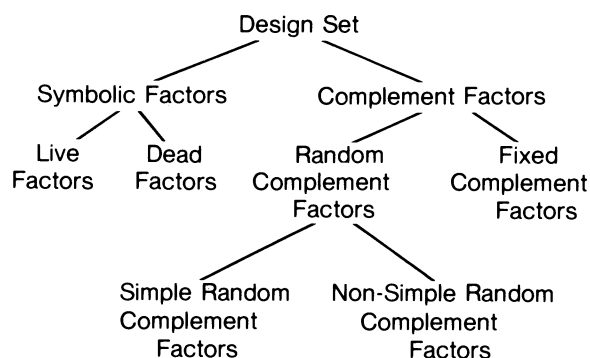 Design Set
Symbolic Factors
Complement Factors
Live
Factors
Dead
Factors
Random
Complement
Factors
Fixed
Complement
Factors
Simple Random
Complement
Factors
Non-Simple Random
Complement
Factors